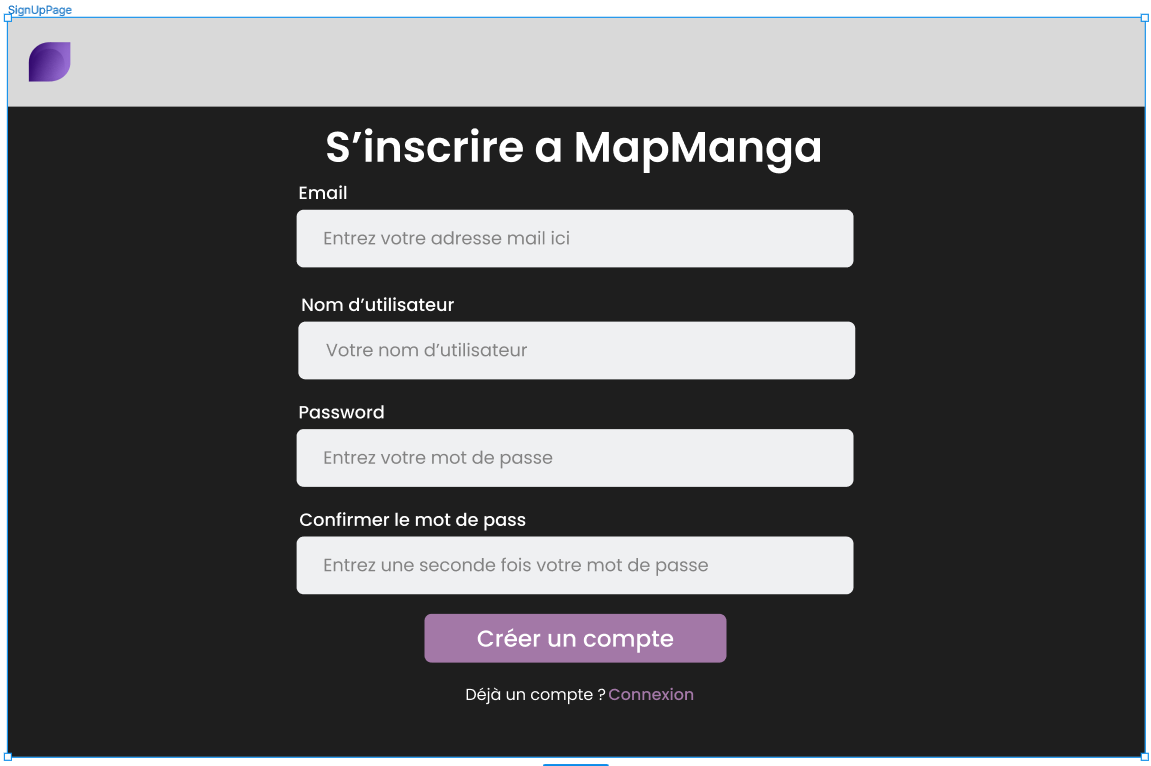 SignUpPage
S’inscrire a MapManga
Email
Entrez votre adresse mail ici
Nom d’utilisateur
Votre nom d’utilisateur
Password
Entrez votre mot de passe
Confirmer le mot de pass
Entrez une seconde fois votre mot de passe
Créer un compte
Déjà un compte ? Connexion